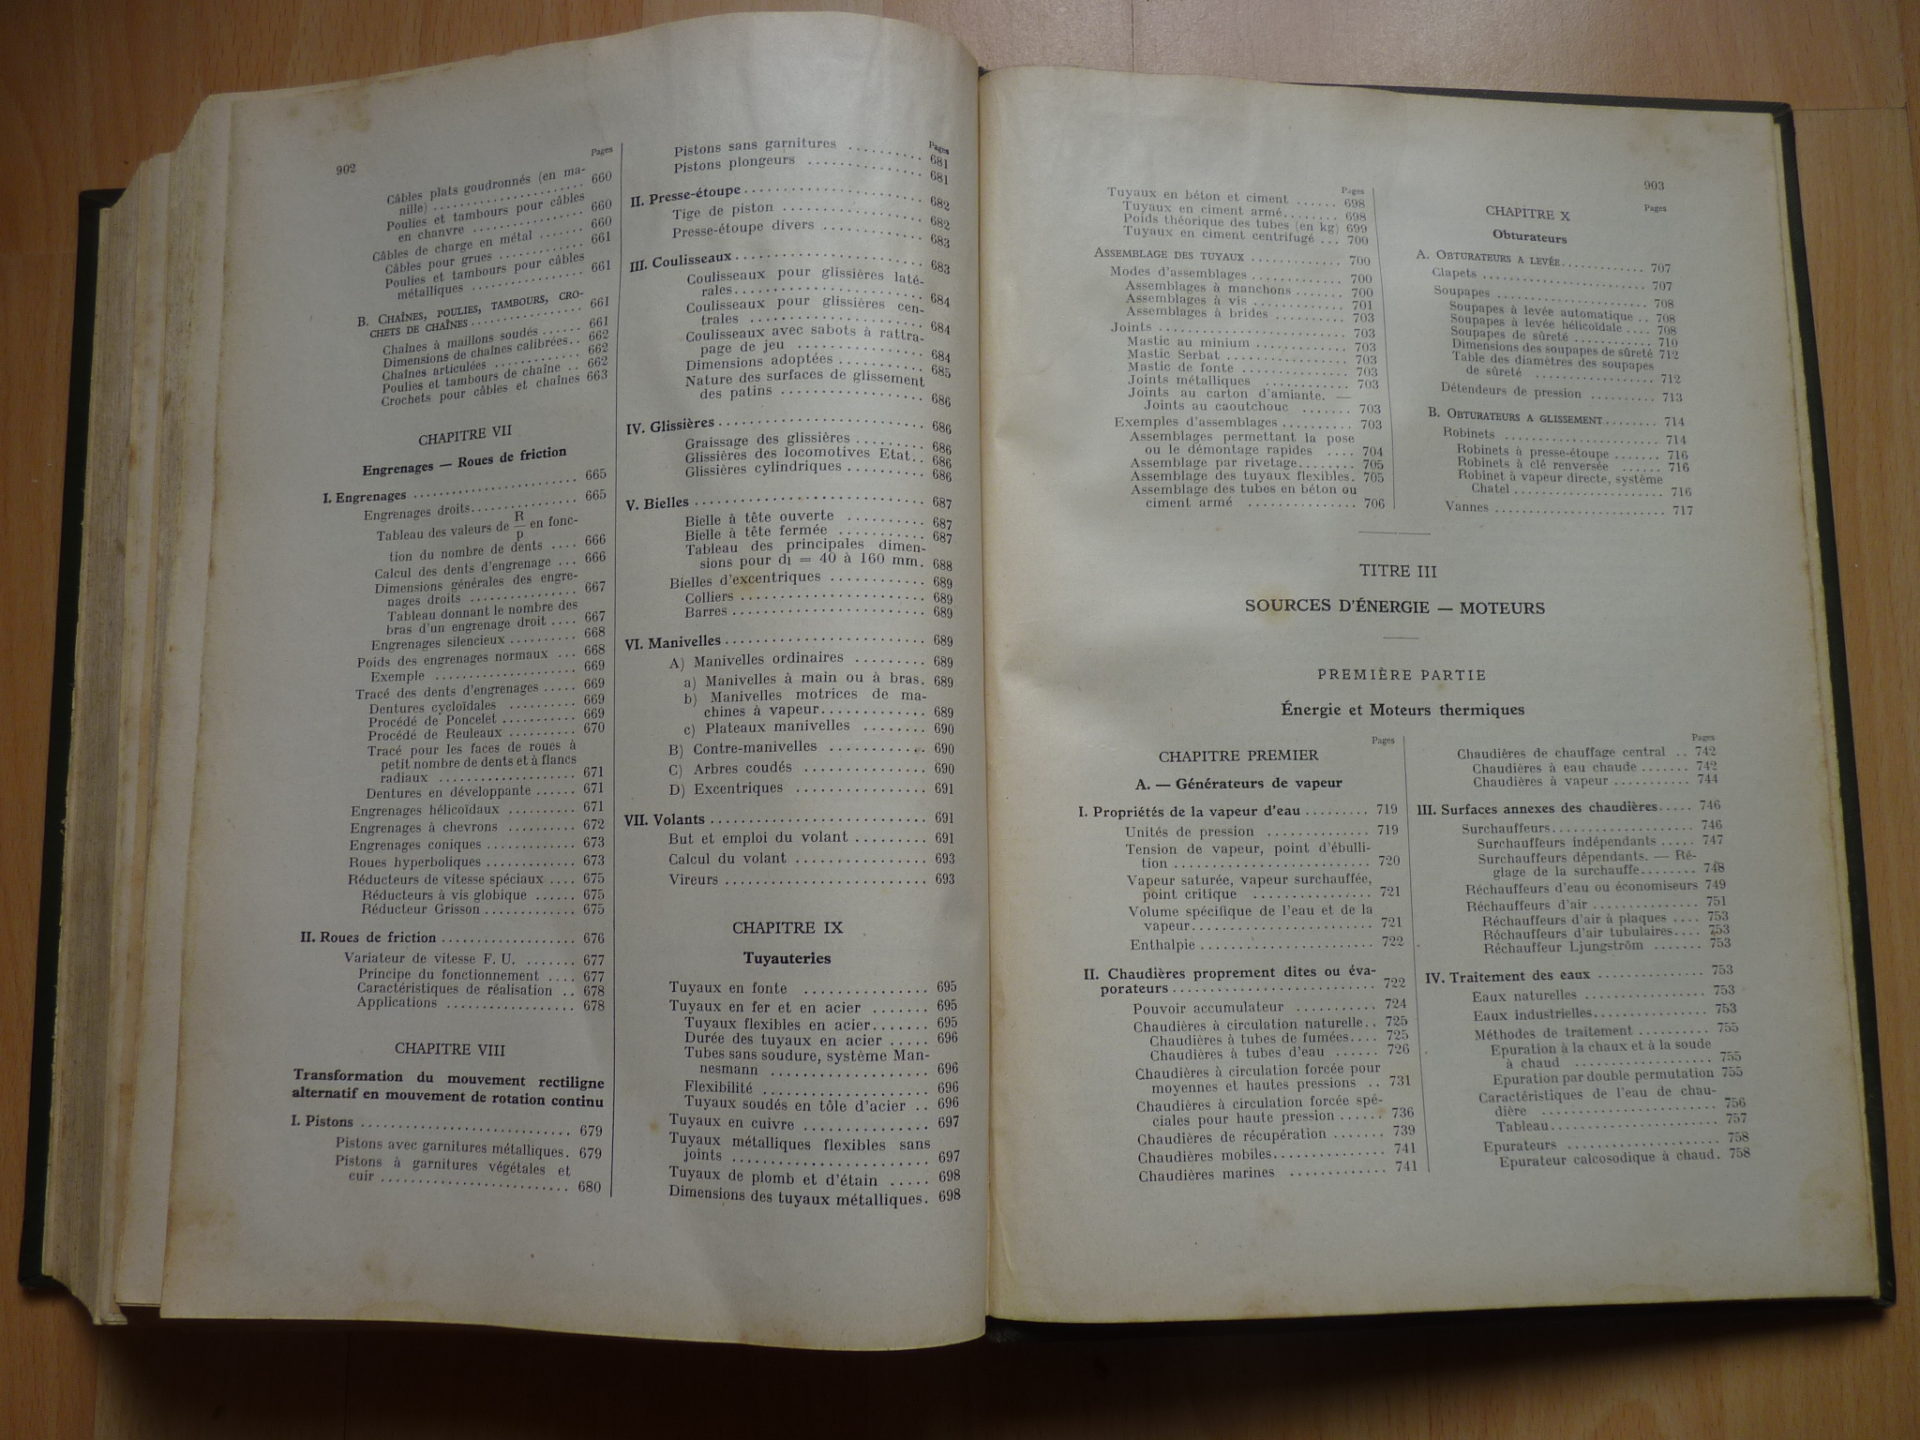 902
Pages
Câbles plats goudronnés (en ma-
nille) .................... 660
Poulies et tambours pour câbles
en chanvre ............ 660
Câbles de charge en métal ....... 660
Câbles pour grues .......... 661
Poulies et tambours pour câbles
métalliques ................ 661
B. CHAÎNES, POULIES, TAMBOURS, CRO-
CHETS DE CHAÎNES ................ 661
Chaînes à maillons soudés ...... 661
Dimensions de chaînes calibrées.. 662
Chaînes articulées ............. 662
Poulies et tambours de chaîne .. 662
Crochets pour câbles et chaînes 663
CHAPITRE VII
Engrenages — Roues de friction
I. Engrenages ........................ 665
Engrenages droits............... 665
Tableau des valeurs de R/p en fonc-
tion du nombre de dents .... 666
Calcul des dents d'engrenage ... 666
Dimensions générales des engre-
nages droits ................ 667
Tableau donnant le nombre des
bras d'un engrenage droit .... 667
Engrenages silencieux .......... 668
Poids des engrenages normaux ... 668
Exemple .................... 669
Tracé des dents d'engrenages ..... 669
Dentures cycloïdales .......... 669
Procédé de Poncelet ........... 669
Procédé de Reuleaux ........... 670
Tracé pour les faces de roues à
petit nombre de dents et à flancs
radiaux .................... 671
Dentures en développante ...... 671
Engrenages hélicoïdaux .......... 671
Engrenages à chevrons .......... 672
Engrenages coniques ............ 673
Roues hyperboliques ............ 673
Réducteurs de vitesse spéciaux .... 675
Réducteurs à vis globique ...... 675
Réducteur Grisson ............. 675
II. Roues de friction ................... 676
Variateur de vitesse F. U. ....... 677
Principe du fonctionnement .... 677
Caractéristiques de réalisation .. 678
Applications .................. 678
CHAPITRE VIII
Transformation du mouvement rectiligne
alternatif en mouvement de rotation continu
I. Pistons .............................. 679
Pistons avec garnitures métalliques. 679
Pistons à garnitures végétales et
cuir .......................... 680
Pages
Pistons sans garnitures .......... 681
Pistons plongeurs ............... 681
II. Presse-étoupe ........................ 682
Tige de piston .................. 682
Presse-étoupe divers ............. 683
III. Coulisseaux ......................... 683
Coulisseaux pour glissières laté-
rales........................ 684
Coulisseaux pour glissières cen-
trales ...................... 684
Coulisseaux avec sabots à rattra-
page de jeu ................ 684
Dimensions adoptées ........... 685
Nature des surfaces de glissement
des patins .................. 686
IV. Glissières ........................... 686
Graissage des glissières ......... 686
Glissières des locomotives Etat.. 686
Glissières cylindriques .......... 686
V. Bielles .............................. 687
Bielle à tête ouverte .......... 687
Bielle à tête fermée ........... 687
Tableau des principales dimen-
sions pour d1 = 40 à 160 mm. 688
Bielles d'excentriques ............ 689
Colliers ........................ 689
Barres ......................... 689
VI. Manivelles ......................... 689
A) Manivelles ordinaires ......... 689
a) Manivelles à main ou à bras. 689
b) Manivelles motrices de ma-
chines à vapeur............. 689
c) Plateaux manivelles ........ 690
B) Contre-manivelles ............ 690
C) Arbres coudés ................ 690
D) Excentriques ................ 691
VII. Volants ............................ 691
But et emploi du volant .......... 691
Calcul du volant ................. 693
Vireurs .......................... 693
CHAPITRE IX
Tuyauteries
Tuyaux en fonte ................ 695
Tuyaux en fer et en acier ....... 695
Tuyaux flexibles en acier....... 695
Durée des tuyaux en acier ..... 696
Tubes sans soudure, système Man-
nesmann .................... 696
Flexibilité ..................... 696
Tuyaux soudés en tôle d'acier .. 696
Tuyaux en cuivre ................ 697
Tuyaux métalliques flexibles sans
joints ......................... 697
Tuyaux de plomb et d'étain ..... 698
Dimensions des tuyaux métalliques. 698
903
Pages
Tuyaux en béton et ciment ...... 698
Tuyaux en ciment armé........ 698
Poids théorique des tubes (en kg) 699
Tuyaux en ciment centrifugé ... 700
ASSEMBLAGE DES TUYAUX ............ 700
Modes d'assemblages ............ 700
Assemblages à manchons ....... 700
Assemblages à vis ............. 701
Assemblages à brides .......... 703
Joints ......................... 703
Mastic au minium ............. 703
Mastic Serbat ................. 703
Mastic de fonte ............... 703
Joints métalliques ............ 703
Joints au carton d'amiante. —
Joints au caoutchouc ....... 703
Exemples d'assemblages .......... 703
Assemblages permettant la pose
ou le démontage rapides .... 704
Assemblage par rivetage........ 705
Assemblage des tuyaux flexibles. 705
Assemblage des tubes en béton ou
ciment armé ................ 706
Pages
CHAPITRE X
Obturateurs
A. OBTURATEURS A LEVÉE............ 707
Clapets ........................ 707
Soupapes ....................... 708
Soupapes à levée automatique .. 708
Soupapes à levée hélicoïdale .... 708
Soupapes de sûreté ............ 710
Dimensions des soupapes de sûreté 712
Table des diamètres des soupapes
de sûreté .................. 712
Détendeurs de pression .......... 713
B. OBTURATEURS A GLISSEMENT........ 714
Robinets ....................... 714
Robinets à presse-étoupe ....... 716
Robinets à clé renversée ...... 716
Robinet à vapeur directe, système
Chatel ...................... 716
Vannes ......................... 717
TITRE III
SOURCES D'ÉNERGIE — MOTEURS
PREMIÈRE PARTIE
Énergie et Moteurs thermiques
Pages
CHAPITRE PREMIER
A. — Générateurs de vapeur
I. Propriétés de la vapeur d'eau ......... 719
Unités de pression ............. 719
Tension de vapeur, point d'ébulli-
tion .......................... 720
Vapeur saturée, vapeur surchauffée,
point critique ................ 721
Volume spécifique de l'eau et de la
vapeur........................ 721
Enthalpie ....................... 722
II. Chaudières proprement dites ou éva-
porateurs ............................ 722
Pouvoir accumulateur ........... 724
Chaudières à circulation naturelle.. 725
Chaudières à tubes de fumées.... 725
Chaudières à tubes d'eau ...... 726
Chaudières à circulation forcée pour
moyennes et hautes pressions .. 731
Chaudières à circulation forcée spé-
ciales pour haute pression ...... 736
Chaudières de récupération ....... 739
Chaudières mobiles............... 741
Chaudières marines ............. 741
Pages
Chaudières de chauffage central .. 742
Chaudières à eau chaude ....... 742
Chaudières à vapeur ........... 744
III. Surfaces annexes des chaudières..... 746
Surchauffeurs.................... 746
Surchauffeurs indépendants ..... 747
Surchauffeurs dépendants. — Ré-
glage de la surchauffe........ 748
Réchauffeurs d'eau ou économiseurs 749
Réchauffeurs d'air ............... 751
Réchauffeurs d'air à plaques .... 753
Réchauffeurs d'air tubulaires.... 753
Réchauffeur Ljungström ....... 753
IV. Traitement des eaux ............... 753
Eaux naturelles ................. 753
Eaux industrielles................ 753
Méthodes de traitement .......... 755
Epuration à la chaux et à la soude
à chaud .................... 755
Epuration par double permutation 755
Caractéristiques de l'eau de chau-
dière ......................... 756
Tableau........................ 757
Epurateurs ..................... 758
Epurateur calcosodique à chaud. 758